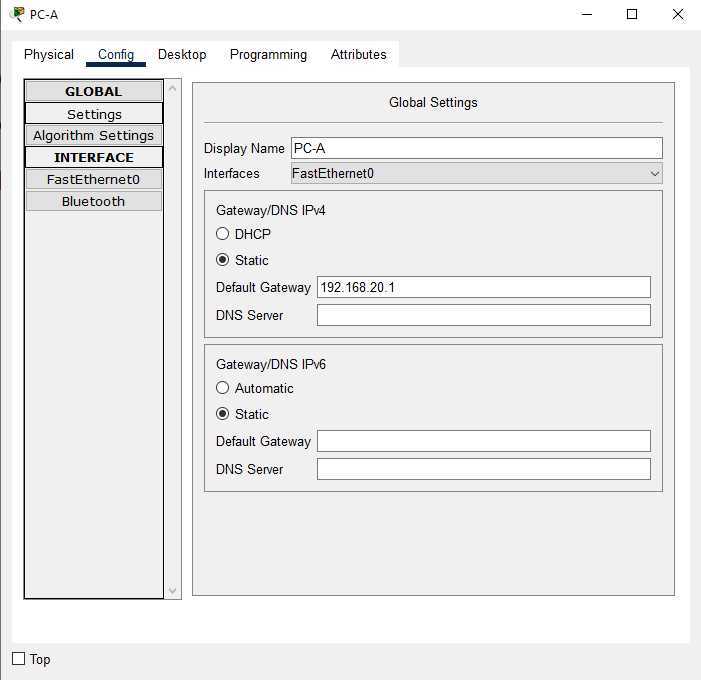 PC-A
Physical Config Desktop Programming Attributes
GLOBAL
Settings
Algorithm Settings
INTERFACE
FastEthernet0
Bluetooth
Global Settings
Display Name PC-A
Interfaces FastEthernet0
Gateway/DNS IPv4
DHCP
Static
Default Gateway 192.168.20.1
DNS Server
Gateway/DNS IPv6
Automatic
Static
Default Gateway
DNS Server
Top